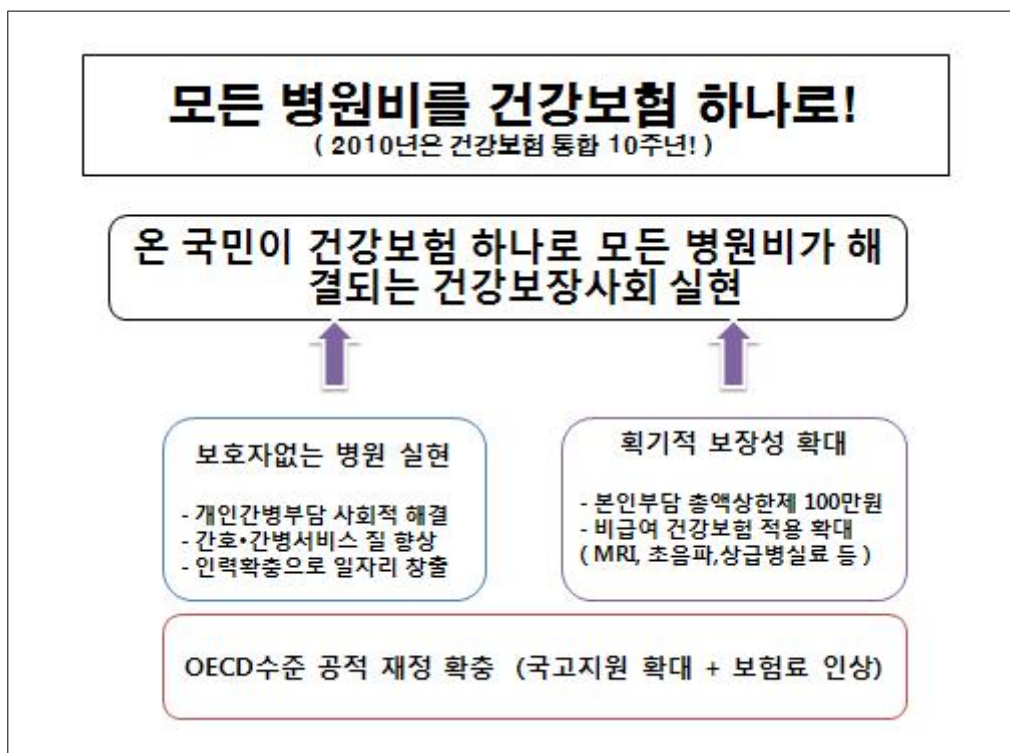 모든 병원비를 건강보험 하나로!
( 2010년은 건강보험 통합 10주년! )
온 국민이 건강보험 하나로 모든 병원비가 해
결되는 건강보장사회 실현
보호자없는 병원 실현
- 개인간병부담 사회적 해결
- 간호•간병서비스 질 향상
- 인력확충으로 일자리 창출
획기적 보장성 확대
- 본인부담 총액상한제 100만원
- 비급여 건강보험 적용 확대
( MRI, 초음파,상급병실료 등 )
OECD수준 공적 재정 확충 (국고지원 확대 + 보험료 인상)